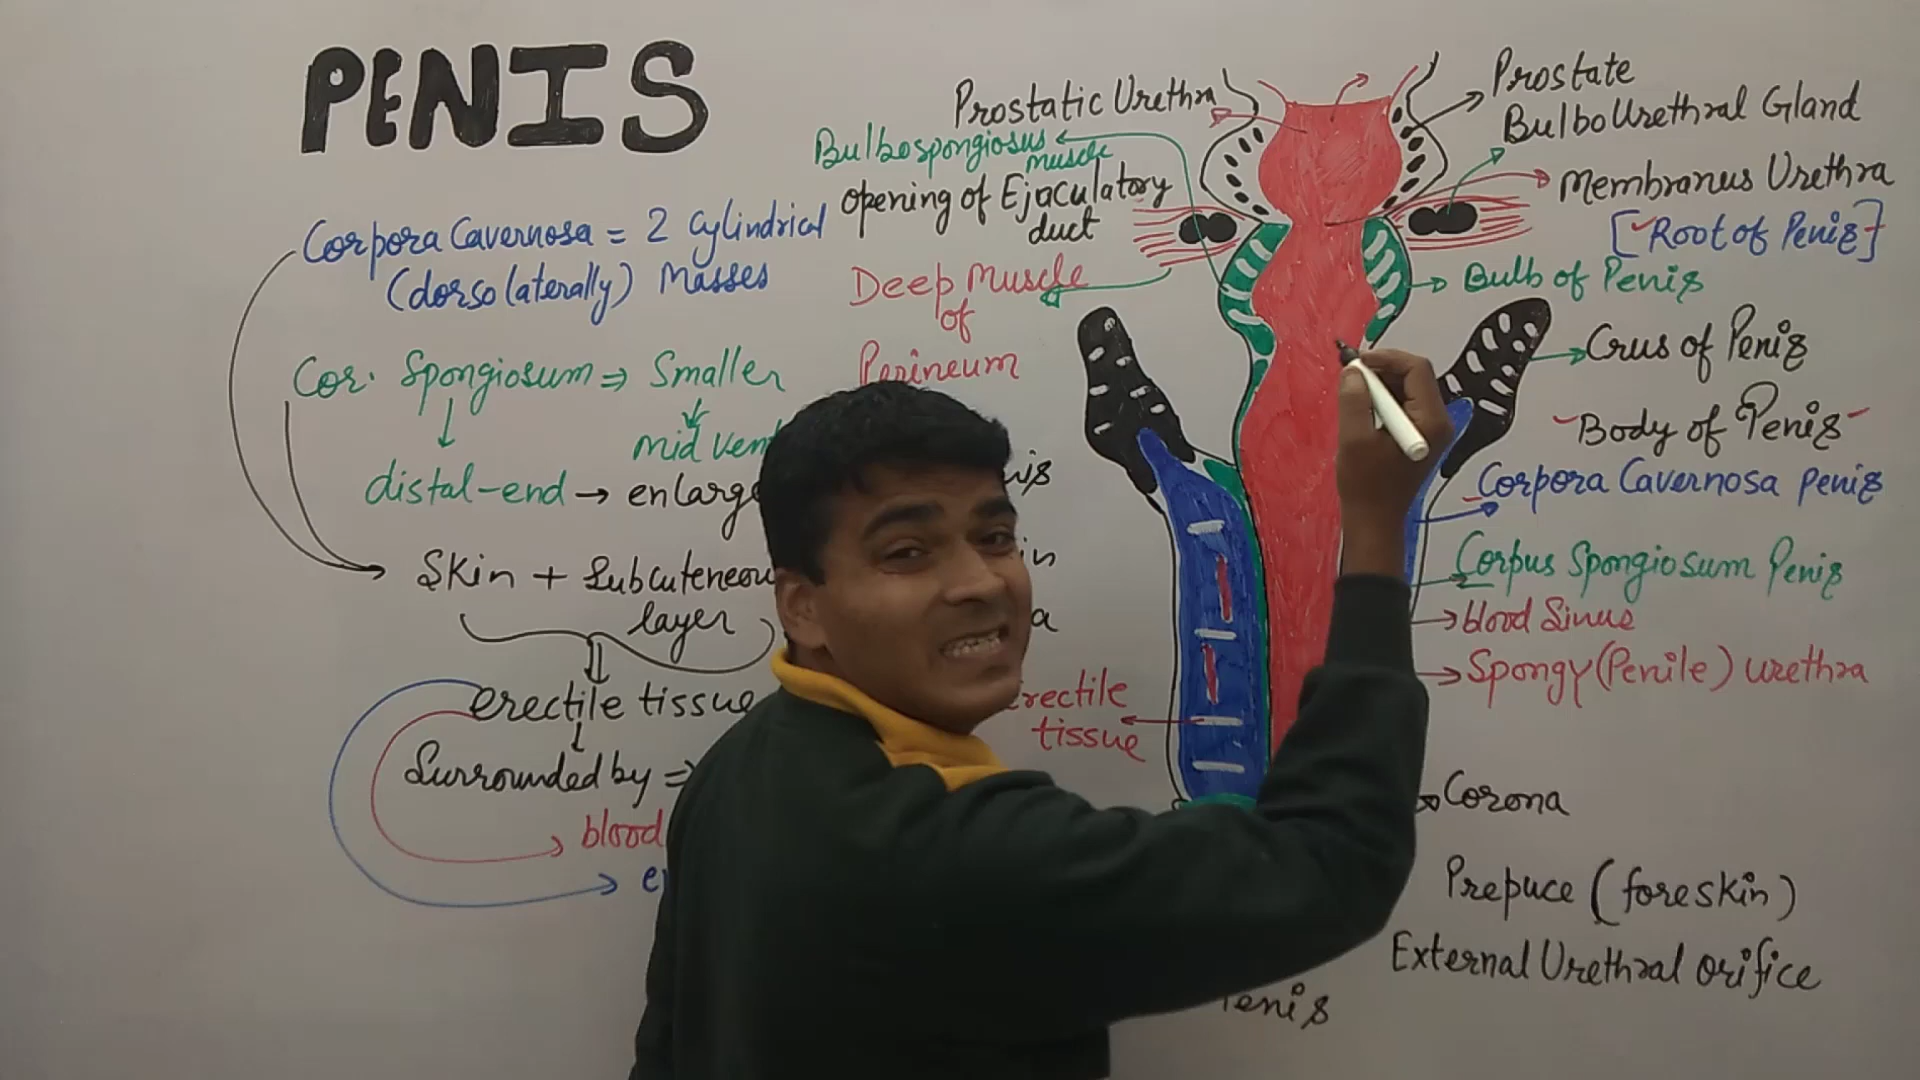 PENIS
Corpora Cavernosa = 2 cylindrical
(dorsolaterally) Masses
Cor. Spongiosum ⇒ Smaller
mid ven
distal-end → enlarge
Skin + Subcuteneou
layer
erectile tissue
Surrounded by ⇒
blood
Prostatic Urethra
Bulbospongiosus
muscle
opening of Ejaculatory
duct
Deep Muscle
of
Perineum
tissue
Penis
Prostate
BulboUrethral Gland
Membranus Urethra
[Root of Penis]
Bulb of Penis
Crus of Penis
Body of Penis
Corpora Cavernosa Penis
Corpus Spongiosum Penis
blood Sinus
Spongy (Penile) urethra
Corona
Prepuce (foreskin)
External Urethral orifice